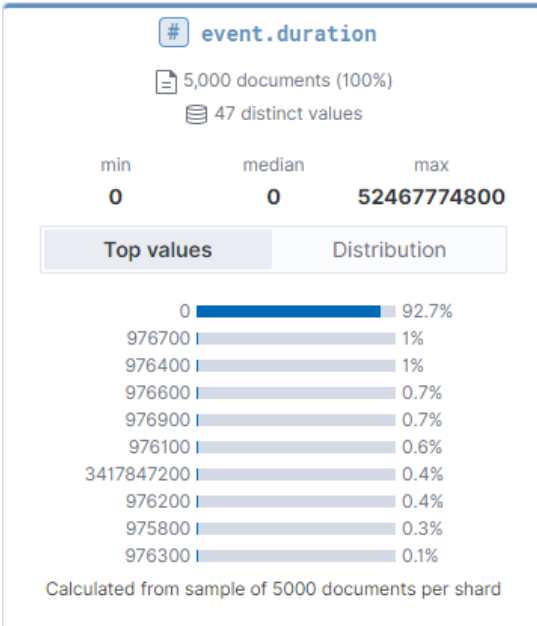 # event.duration
5,000 documents (100%)
47 distinct values
min median max
0 0 52467774800
Top values Distribution
0 92.7%
976700 1%
976400 1%
976600 0.7%
976900 0.7%
976100 0.6%
3417847200 0.4%
976200 0.4%
975800 0.3%
976300 0.1%
Calculated from sample of 5000 documents per shard